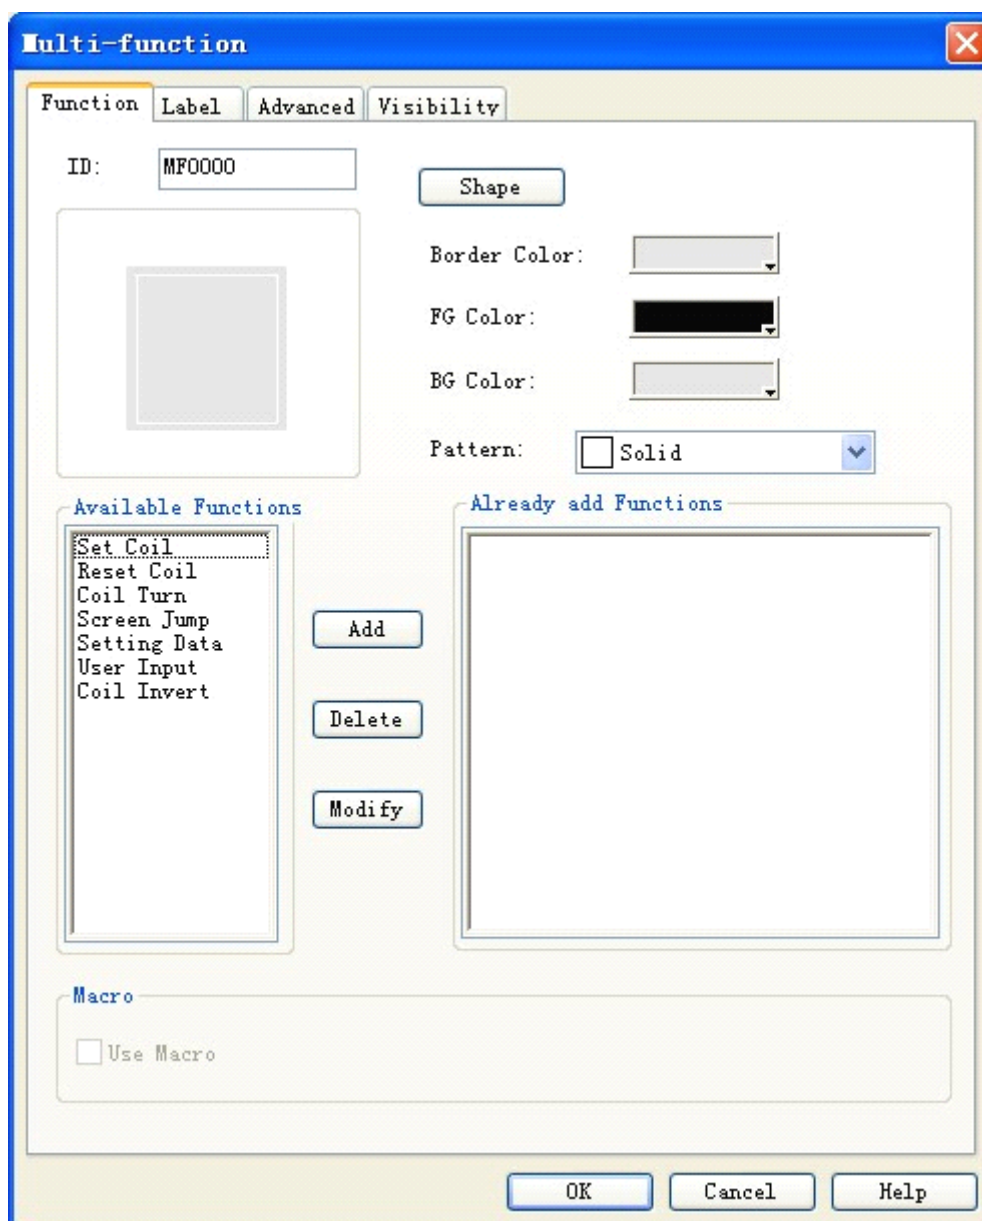 Multi-function
Function Label Advanced Visibility
ID: MF0000
Shape
Border Color:
FG Color:
BG Color:
Pattern: Solid
Available Functions
Set Coil
Reset Coil
Coil Turn
Screen Jump
Setting Data
User Input
Coil Invert
Add
Delete
Modify
Already add Functions
Macro
Use Macro
OK Cancel Help